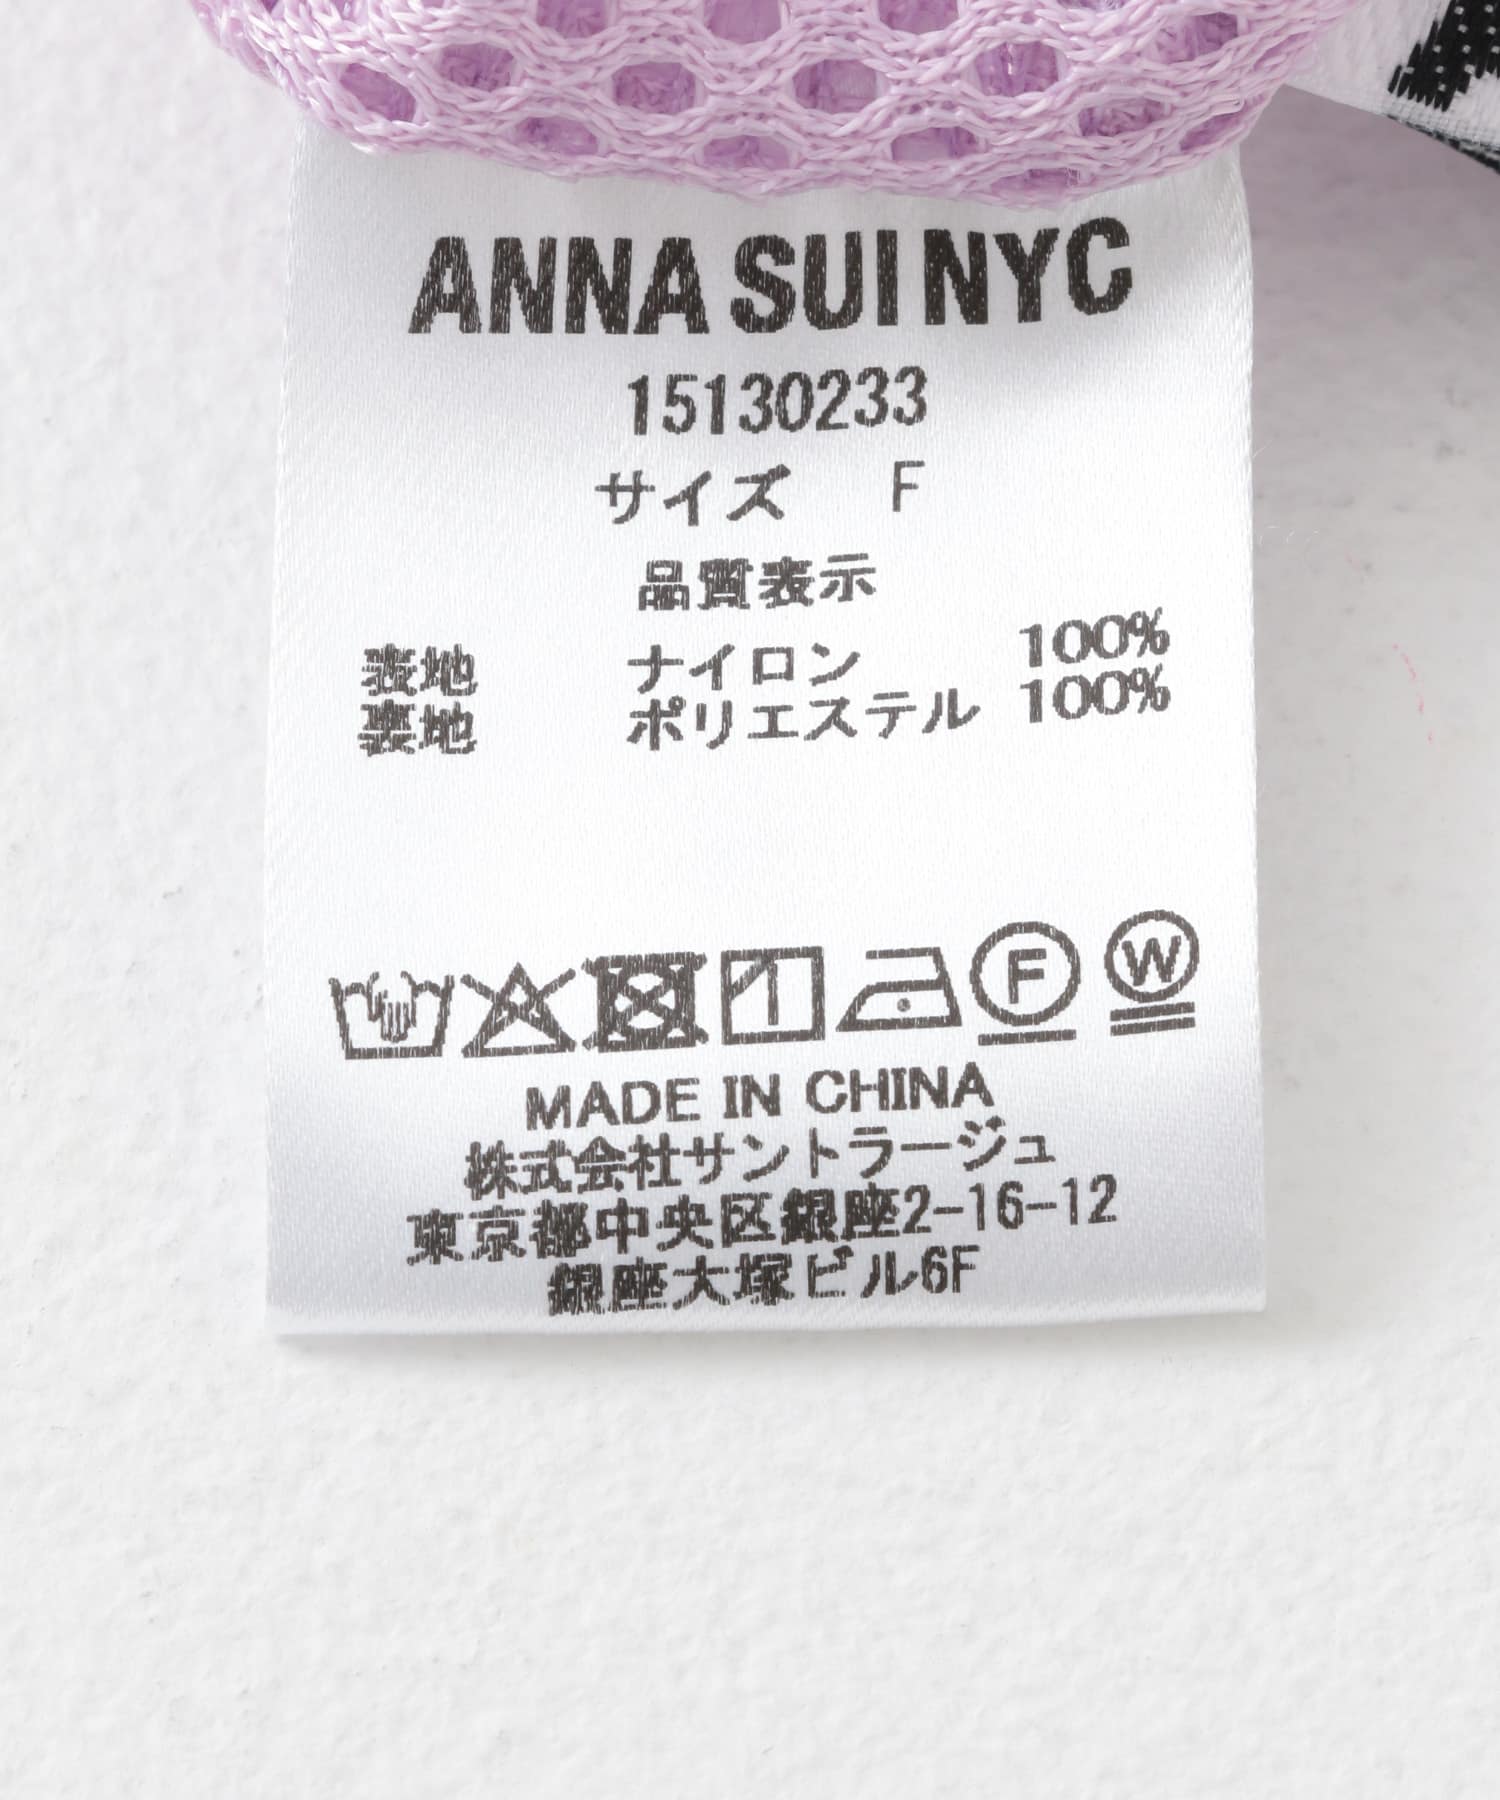 ANNA SUI NYC
15130233
サイズ F
品質表示
表地 ナイロン 100%
裏地 ポリエステル 100%
F W
MADE IN CHINA
株式会社サントラージュ
東京都中央区銀座2-16-12
銀座大塚ビル6F